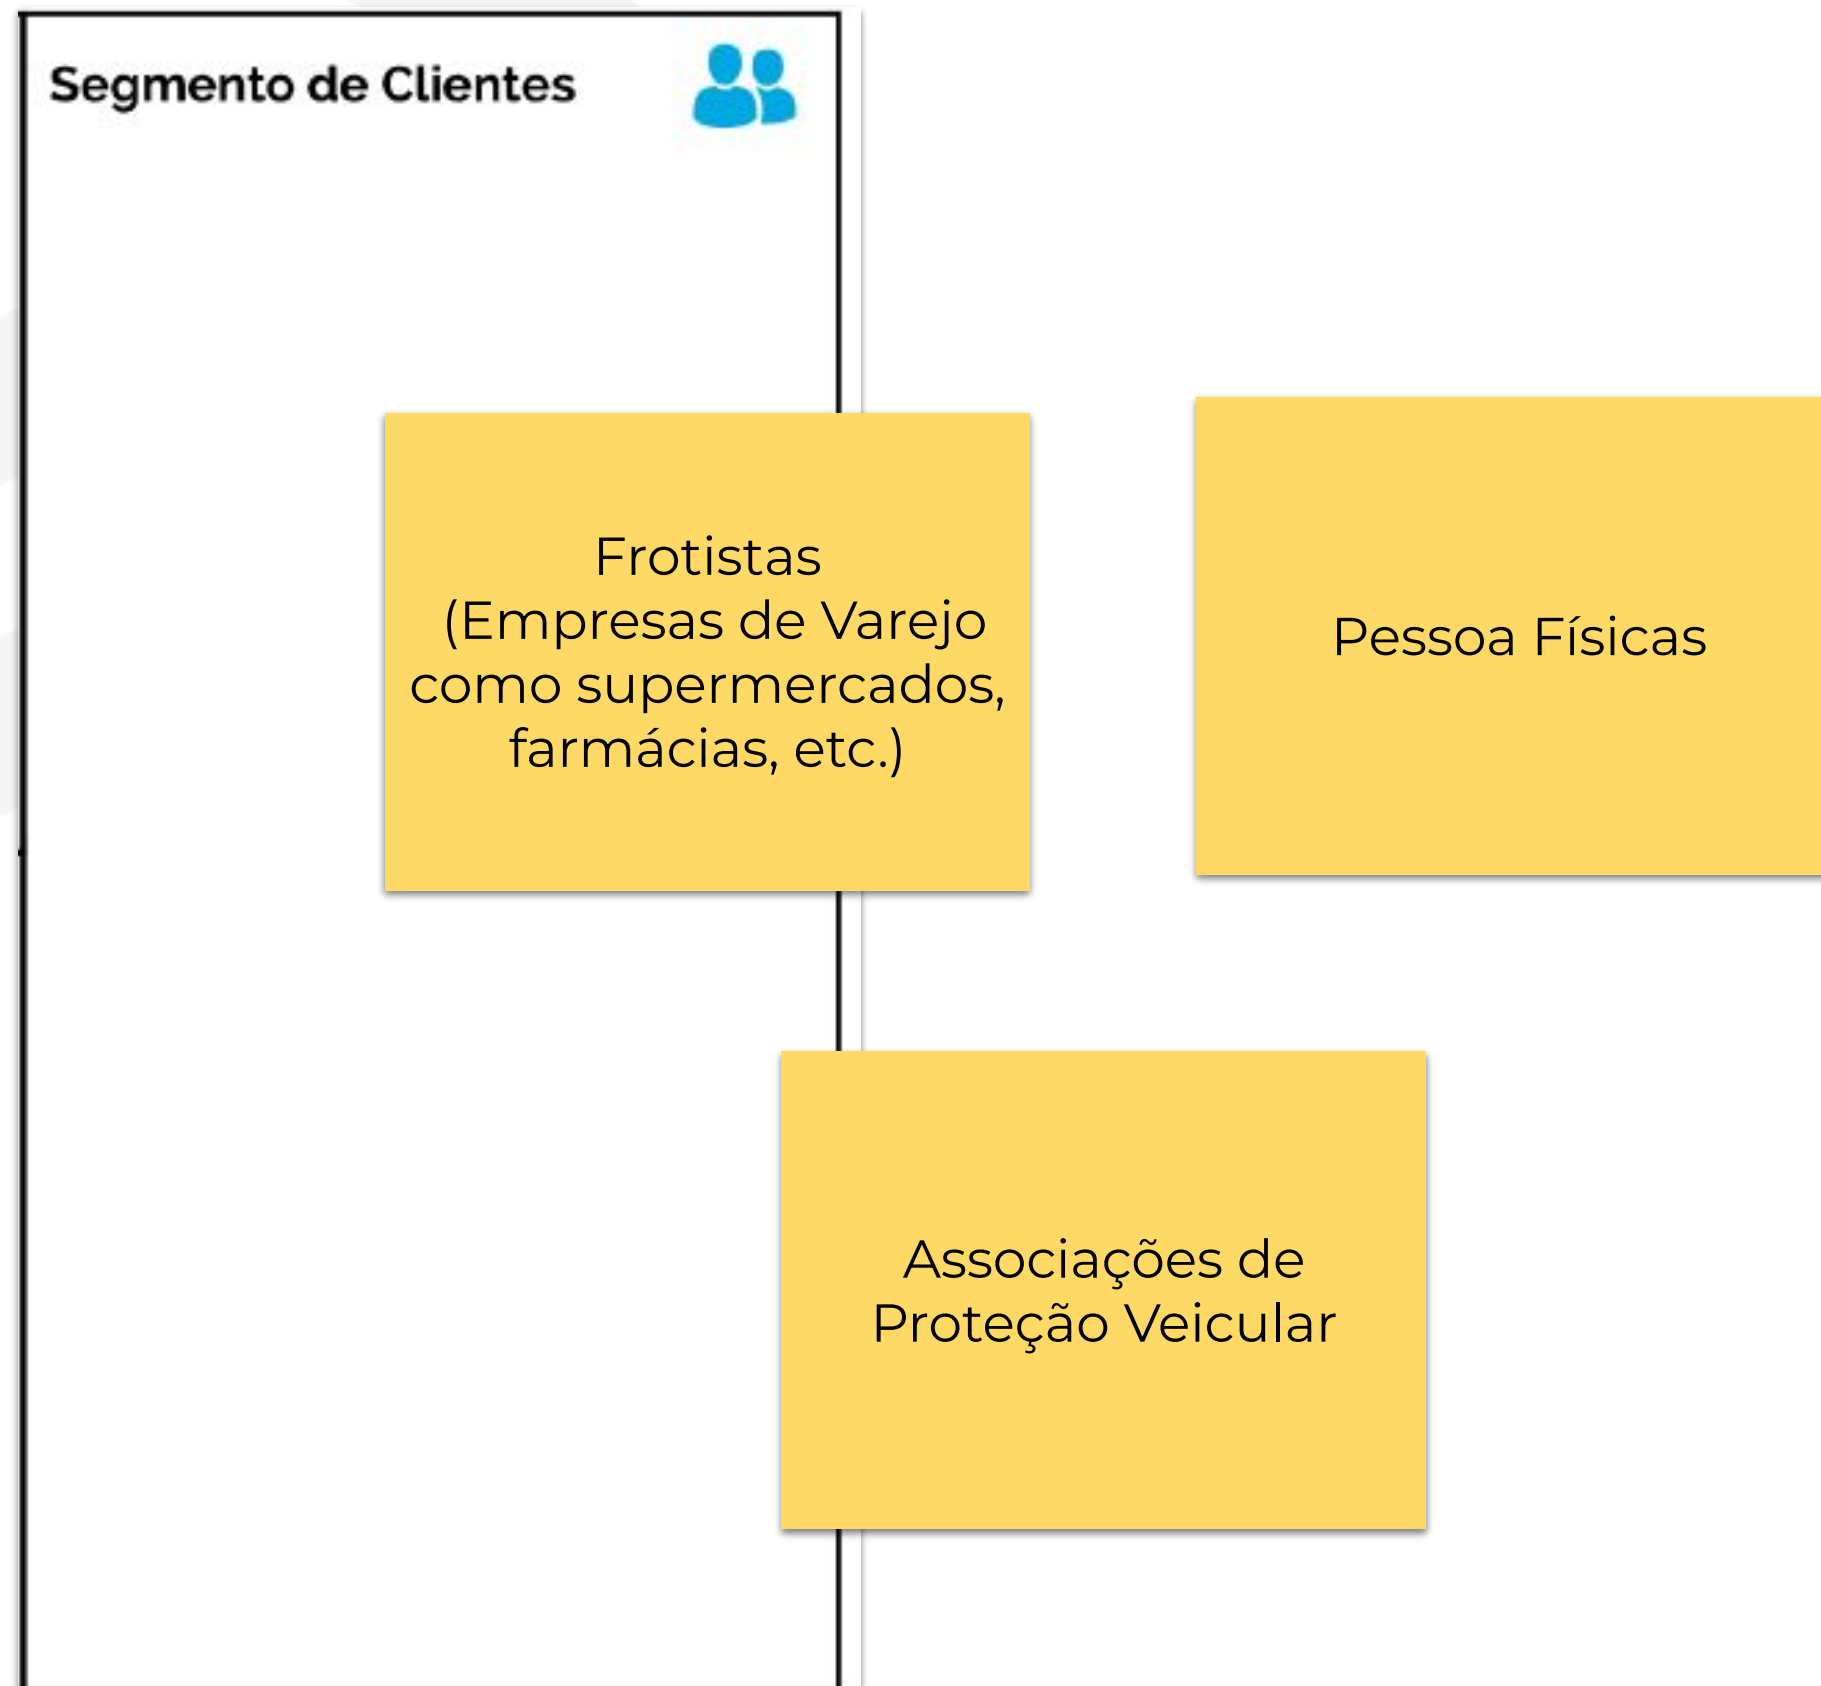 Segmento de Clientes
Frotistas
(Empresas de Varejo
como supermercados,
farmácias, etc.)
Pessoa Físicas
Associações de
Proteção Veicular